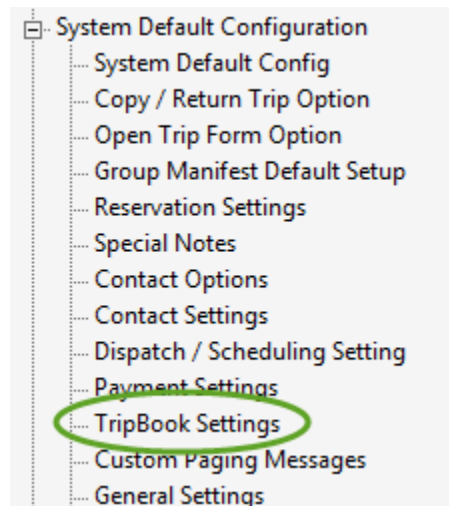 System Default Configuration
System Default Config
Copy / Return Trip Option
Open Trip Form Option
Group Manifest Default Setup
Reservation Settings
Special Notes
Contact Options
Contact Settings
Dispatch / Scheduling Setting
Payment Settings
TripBook Settings
Custom Paging Messages
General Settings